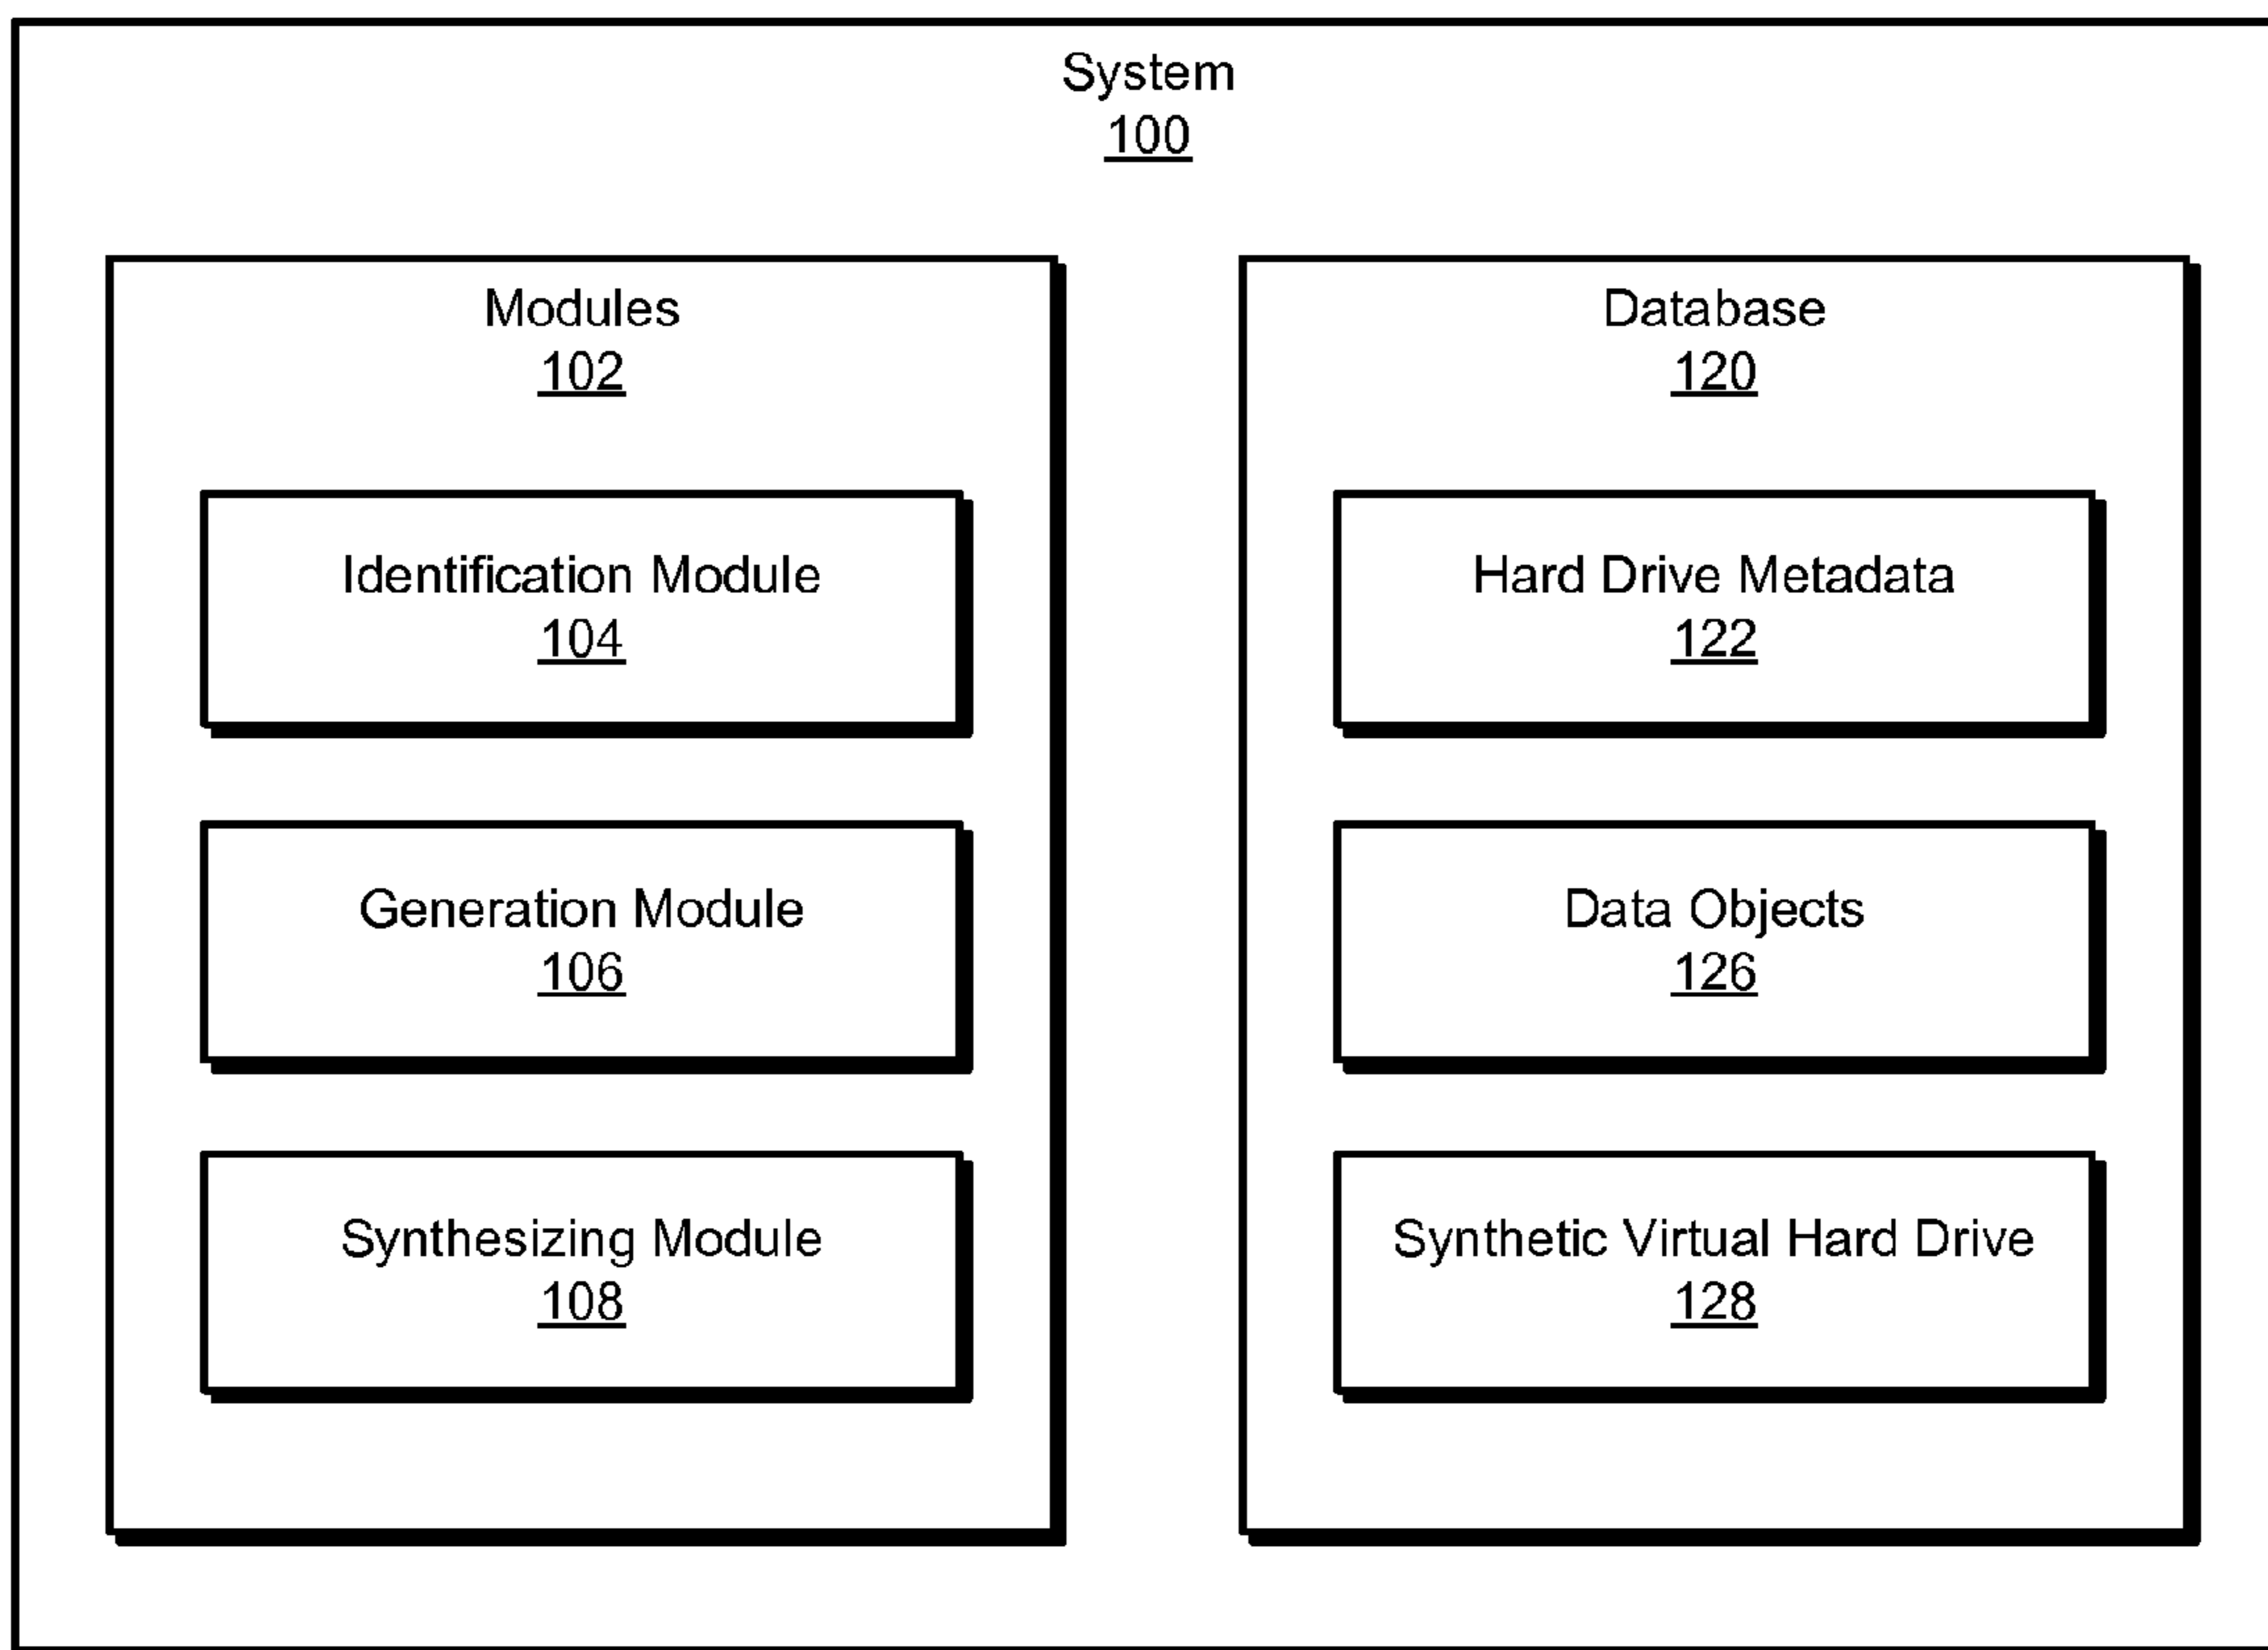 System
100
Modules
102
Identification Module
104
Generation Module
106
Synthesizing Module
108
Database
120
Hard Drive Metadata
122
Data Objects
126
Synthetic Virtual Hard Drive
128